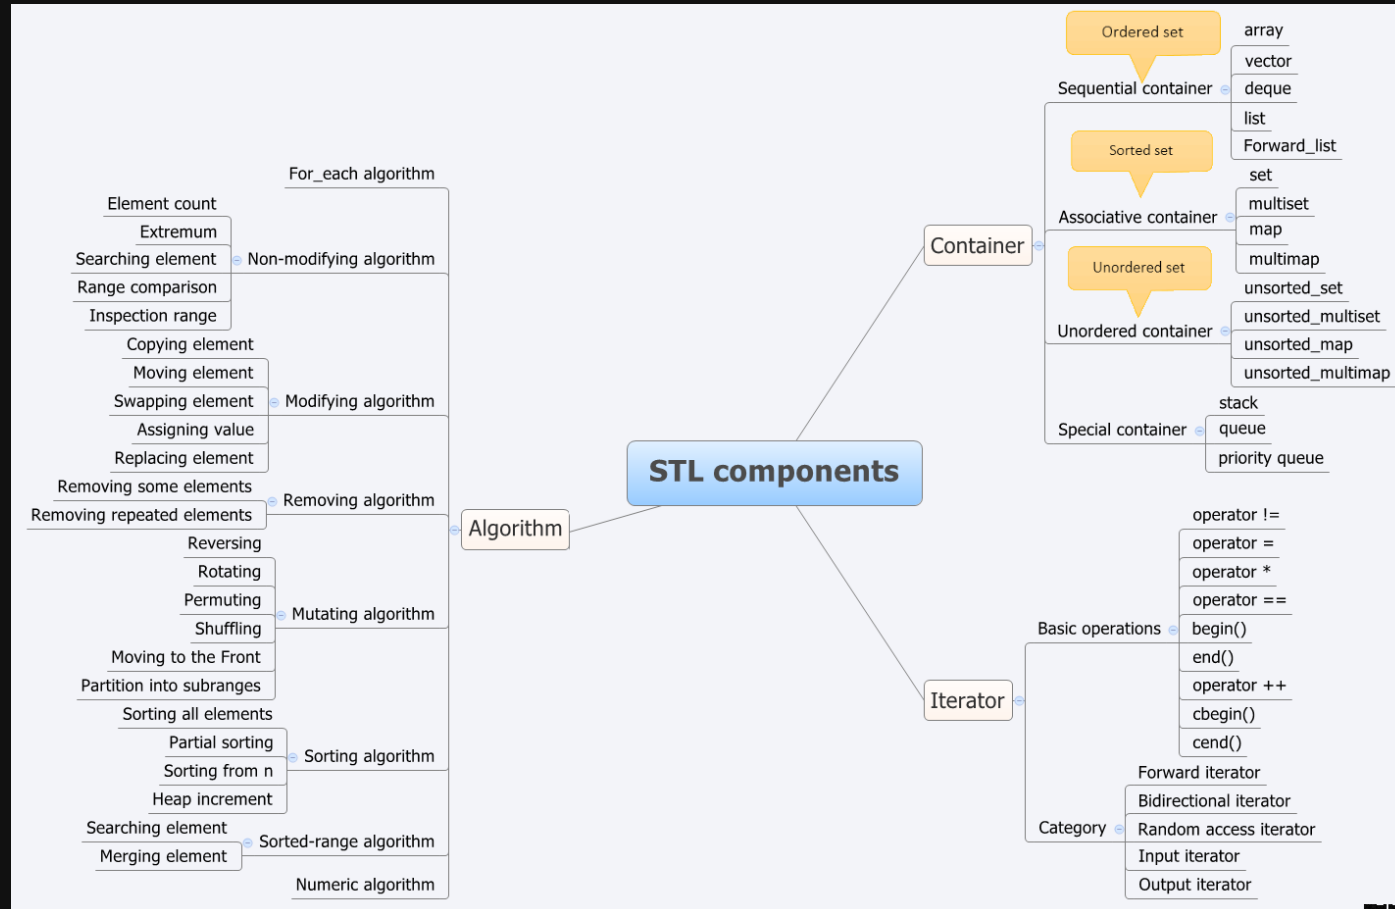 STL components
Container
Ordered set
Sequential container
array
vector
deque
list
Forward_list
Sorted set
Associative container
set
multiset
map
multimap
Unordered set
Unordered container
unsorted_set
unsorted_multiset
unsorted_map
unsorted_multimap
Special container
stack
queue
priority queue
Iterator
Basic operations
operator !=
operator =
operator *
operator ==
begin()
end()
operator ++
cbegin()
cend()
Category
Forward iterator
Bidirectional iterator
Random access iterator
Input iterator
Output iterator
Algorithm
For_each algorithm
Non-modifying algorithm
Element count
Extremum
Searching element
Range comparison
Inspection range
Modifying algorithm
Copying element
Moving element
Swapping element
Assigning value
Replacing element
Removing algorithm
Removing some elements
Removing repeated elements
Mutating algorithm
Reversing
Rotating
Permuting
Shuffling
Moving to the Front
Partition into subranges
Sorting algorithm
Sorting all elements
Partial sorting
Sorting from n
Heap increment
Sorted-range algorithm
Searching element
Merging element
Numeric algorithm